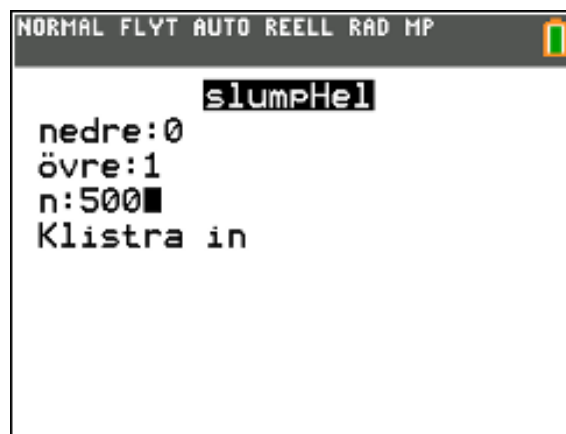 NORMAL FLYT AUTO REELL RAD MP
slumpHel
nedre:0
övre:1
n:500
Klistra in